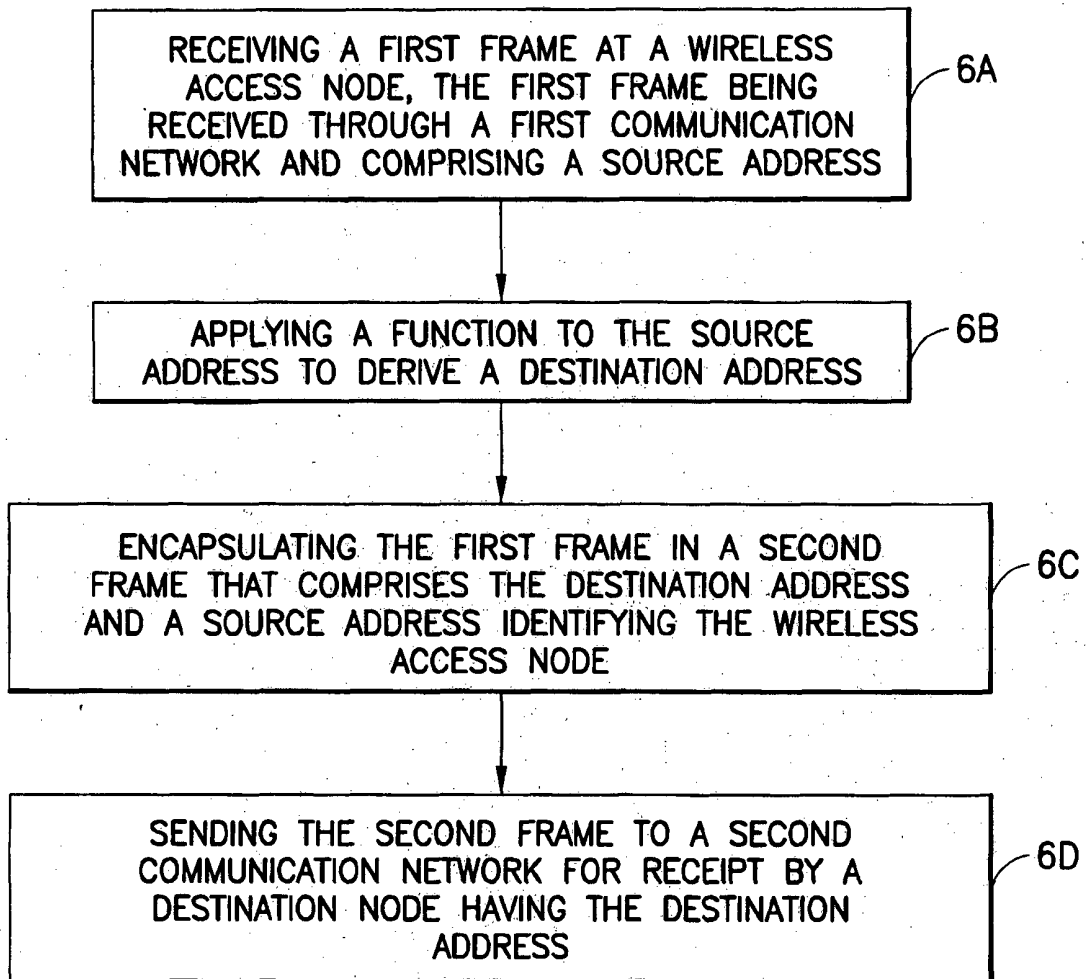 RECEIVING A FIRST FRAME AT A WIRELESS
ACCESS NODE, THE FIRST FRAME BEING
RECEIVED THROUGH A FIRST COMMUNICATION
NETWORK AND COMPRISING A SOURCE ADDRESS
6A
APPLYING A FUNCTION TO THE SOURCE
ADDRESS TO DERIVE A DESTINATION ADDRESS
6B
ENCAPSULATING THE FIRST FRAME IN A SECOND
FRAME THAT COMPRISES THE DESTINATION ADDRESS
AND A SOURCE ADDRESS IDENTIFYING THE WIRELESS
ACCESS NODE
6C
SENDING THE SECOND FRAME TO A SECOND
COMMUNICATION NETWORK FOR RECEIPT BY A
DESTINATION NODE HAVING THE DESTINATION
ADDRESS
6D